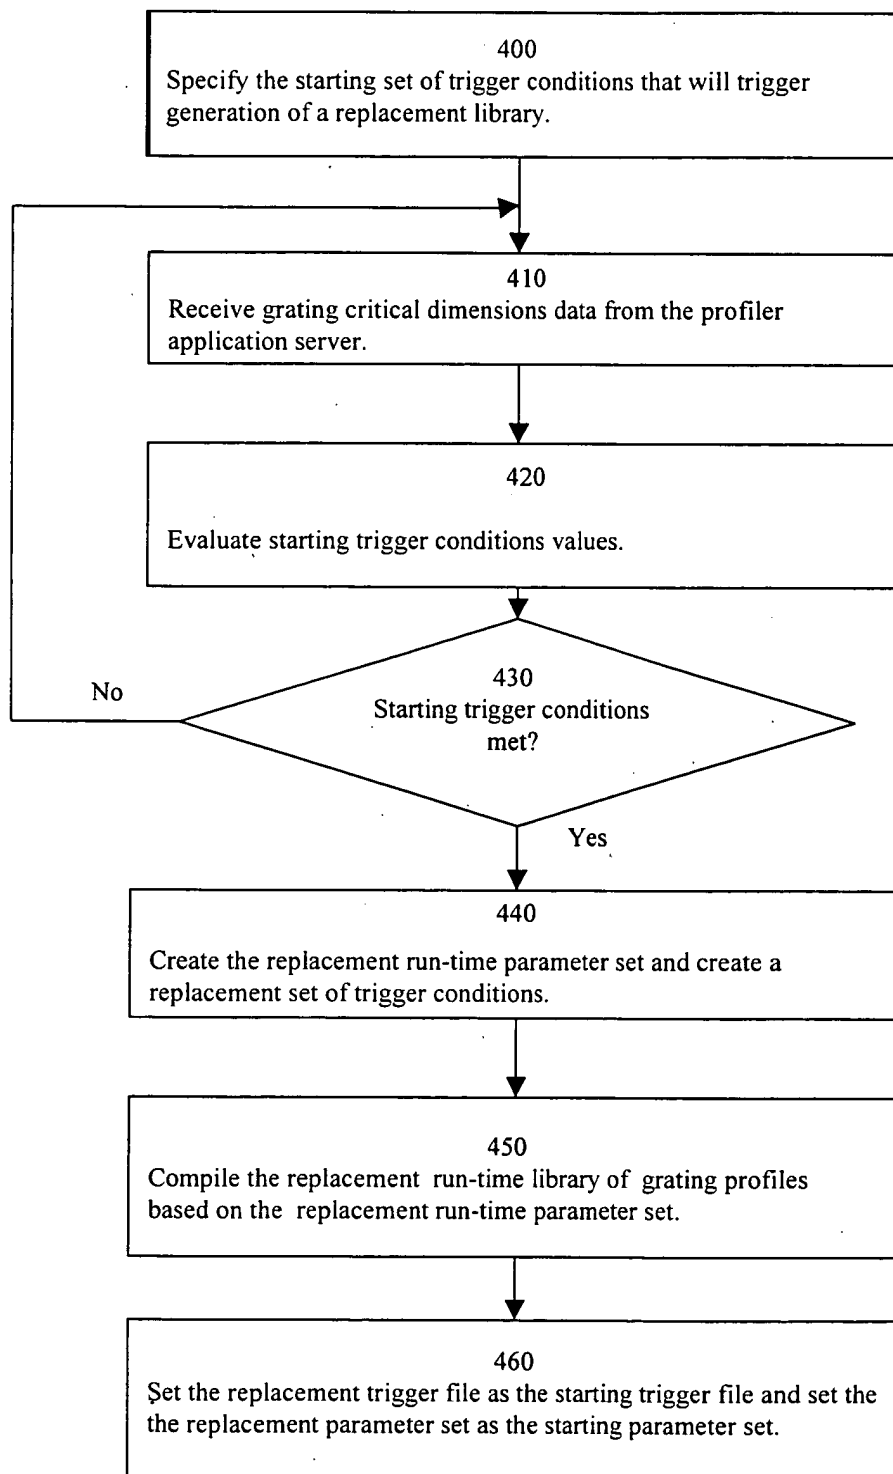 400
Specify the starting set of trigger conditions that will trigger
generation of a replacement library.
410
Receive grating critical dimensions data from the profiler
application server.
420
Evaluate starting trigger conditions values.
430
Starting trigger conditions
met?
No
Yes
440
Create the replacement run-time parameter set and create a
replacement set of trigger conditions.
450
Compile the replacement run-time library of grating profiles
based on the replacement run-time parameter set.
460
Set the replacement trigger file as the starting trigger file and set the
the replacement parameter set as the starting parameter set.